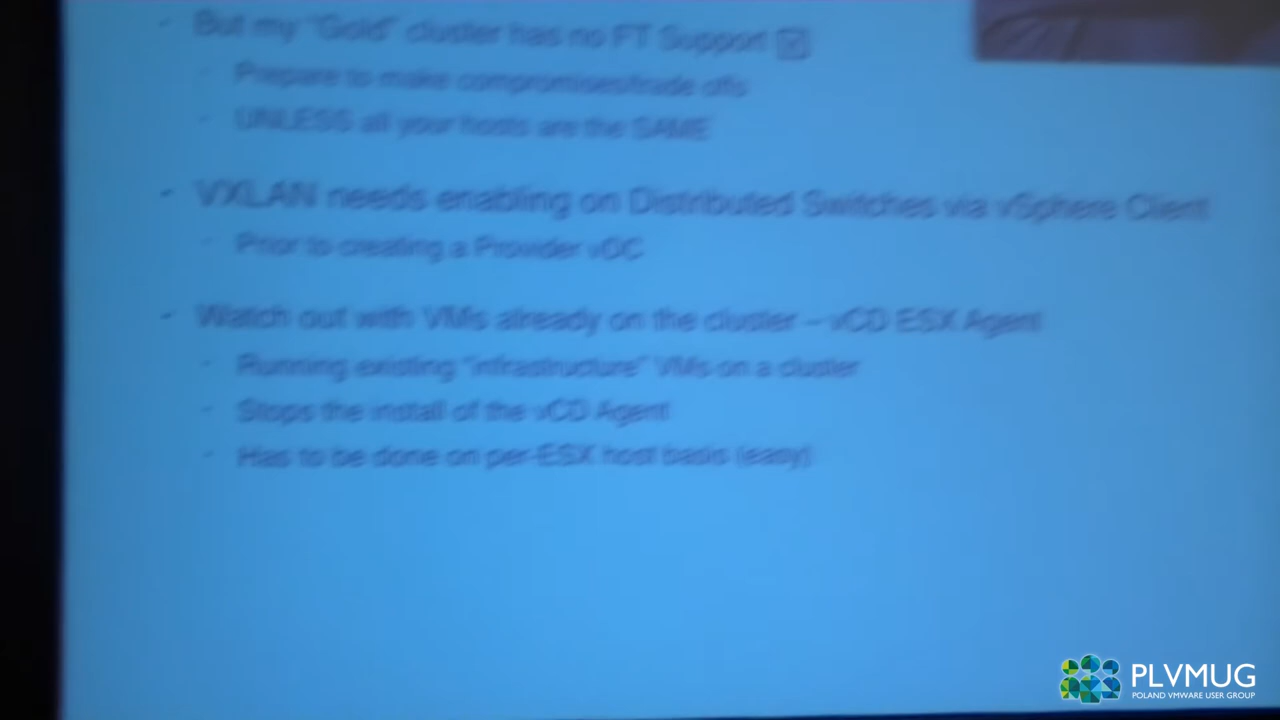 - But my "Gold" cluster has no FT Support ☑
- Prepare to make compromises/trade offs
- UNLESS all your hosts are the SAME
- VXLAN needs enabling on Distributed Switches via vSphere Client
- Prior to creating a Provider vDC
- Watch out with VMs already on the cluster – vCD ESX Agent
- Running existing "infrastructure" VMs on a cluster
- Stops the install of the vCD Agent
- Has to be done on per-ESX host basis (easy)
PLVMUG
POLAND VMWARE USER GROUP